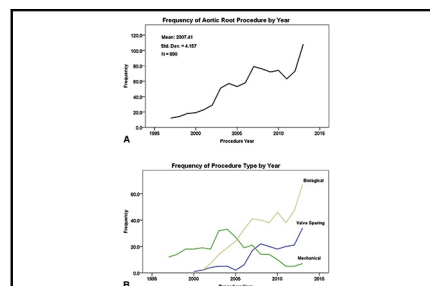 Frequency of Aortic Root Procedure by Year
Mean: 2007.41
Std. Dev. = 4.157
N = 890
120.0
100.0
80.0
60.0
40.0
20.0
0.0
Frequency
1995 2000 2005 2010 2015
Procedure Year
A
Frequency of Procedure Type by Year
60.0
40.0
20.0
0.0
Frequency
Biological
Valve Sparing
Mechanical
1995 2000 2005 2010 2015
B
Procedure Year